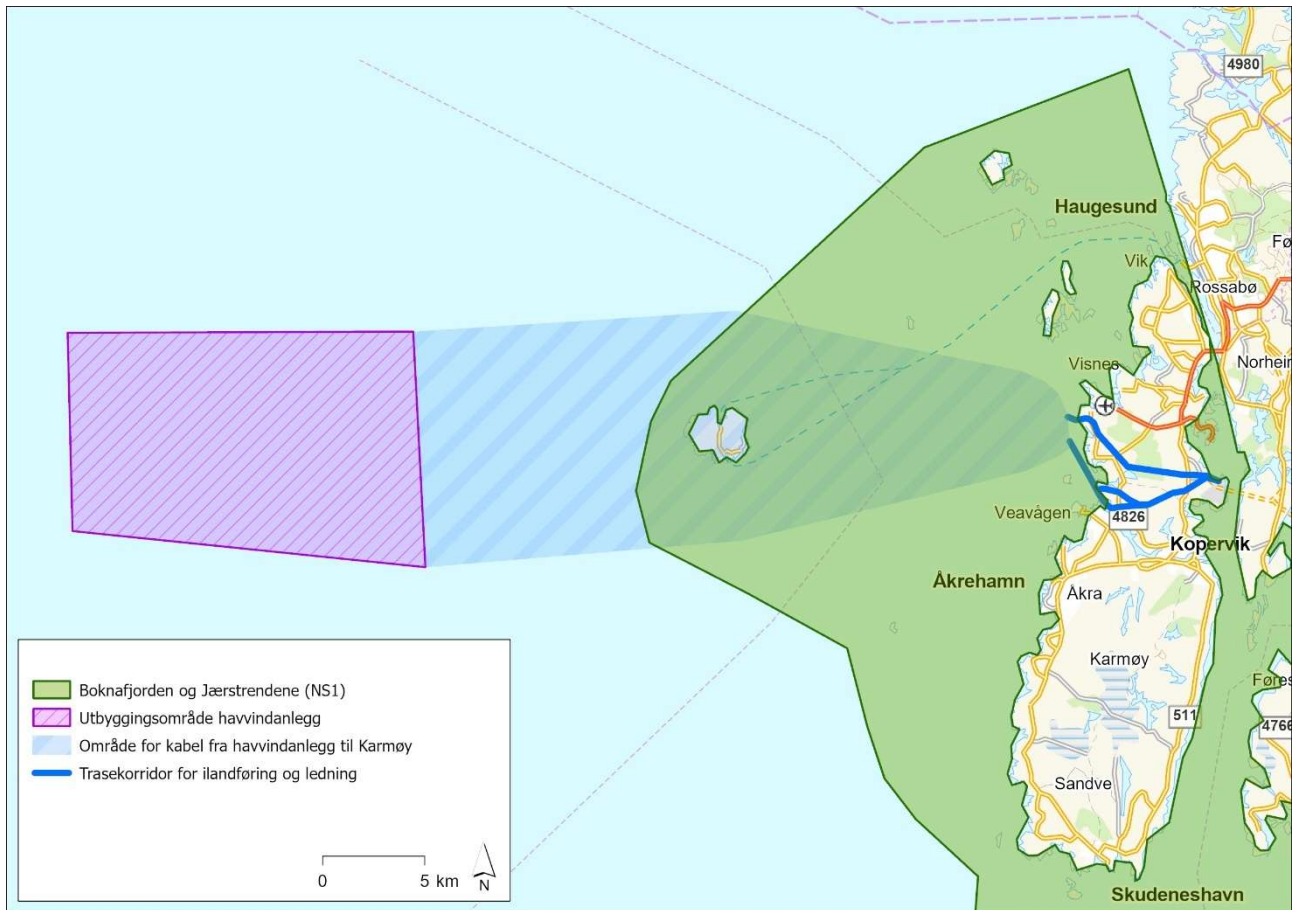 4980
Haugesund
Fø
Vik
Rossabø
Visnes
Norhei
Veavågen
4826
Kopervik
Åkrehamn
Åkra
Karmøy
Føres
511
4766
Sandve
Skudeneshavn
Boknafjorden og Jærstrendene (NS1)
Utbyggingsområde havvindanlegg
Område for kabel fra havvindanlegg til Karmøy
Trasekorridor for ilandføring og ledning
0 5 km
N